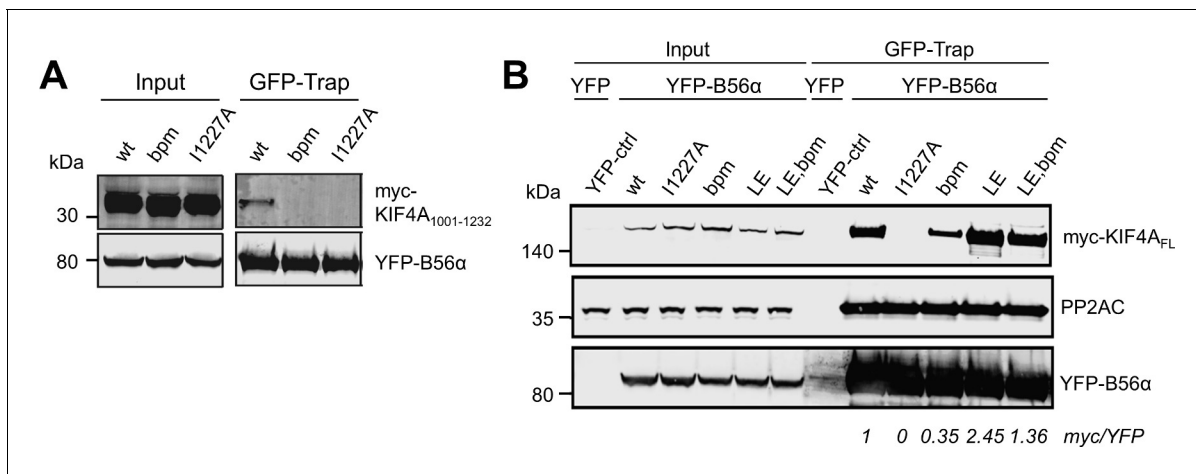 A
Input
GFP-Trap
wt
bpm
I1227A
wt
bpm
I1227A
kDa
30
80
myc-
KIF4A1001-1232
YFP-B56α
B
Input
GFP-Trap
YFP
YFP-B56α
YFP
YFP-B56α
YFP-ctrl
wt
I1227A
bpm
LE
LE,bpm
YFP-ctrl
wt
I1227A
bpm
LE
LE,bpm
kDa
140
35
80
myc-KIF4AFL
PP2AC
YFP-B56α
1 0 0.35 2.45 1.36 myc/YFP